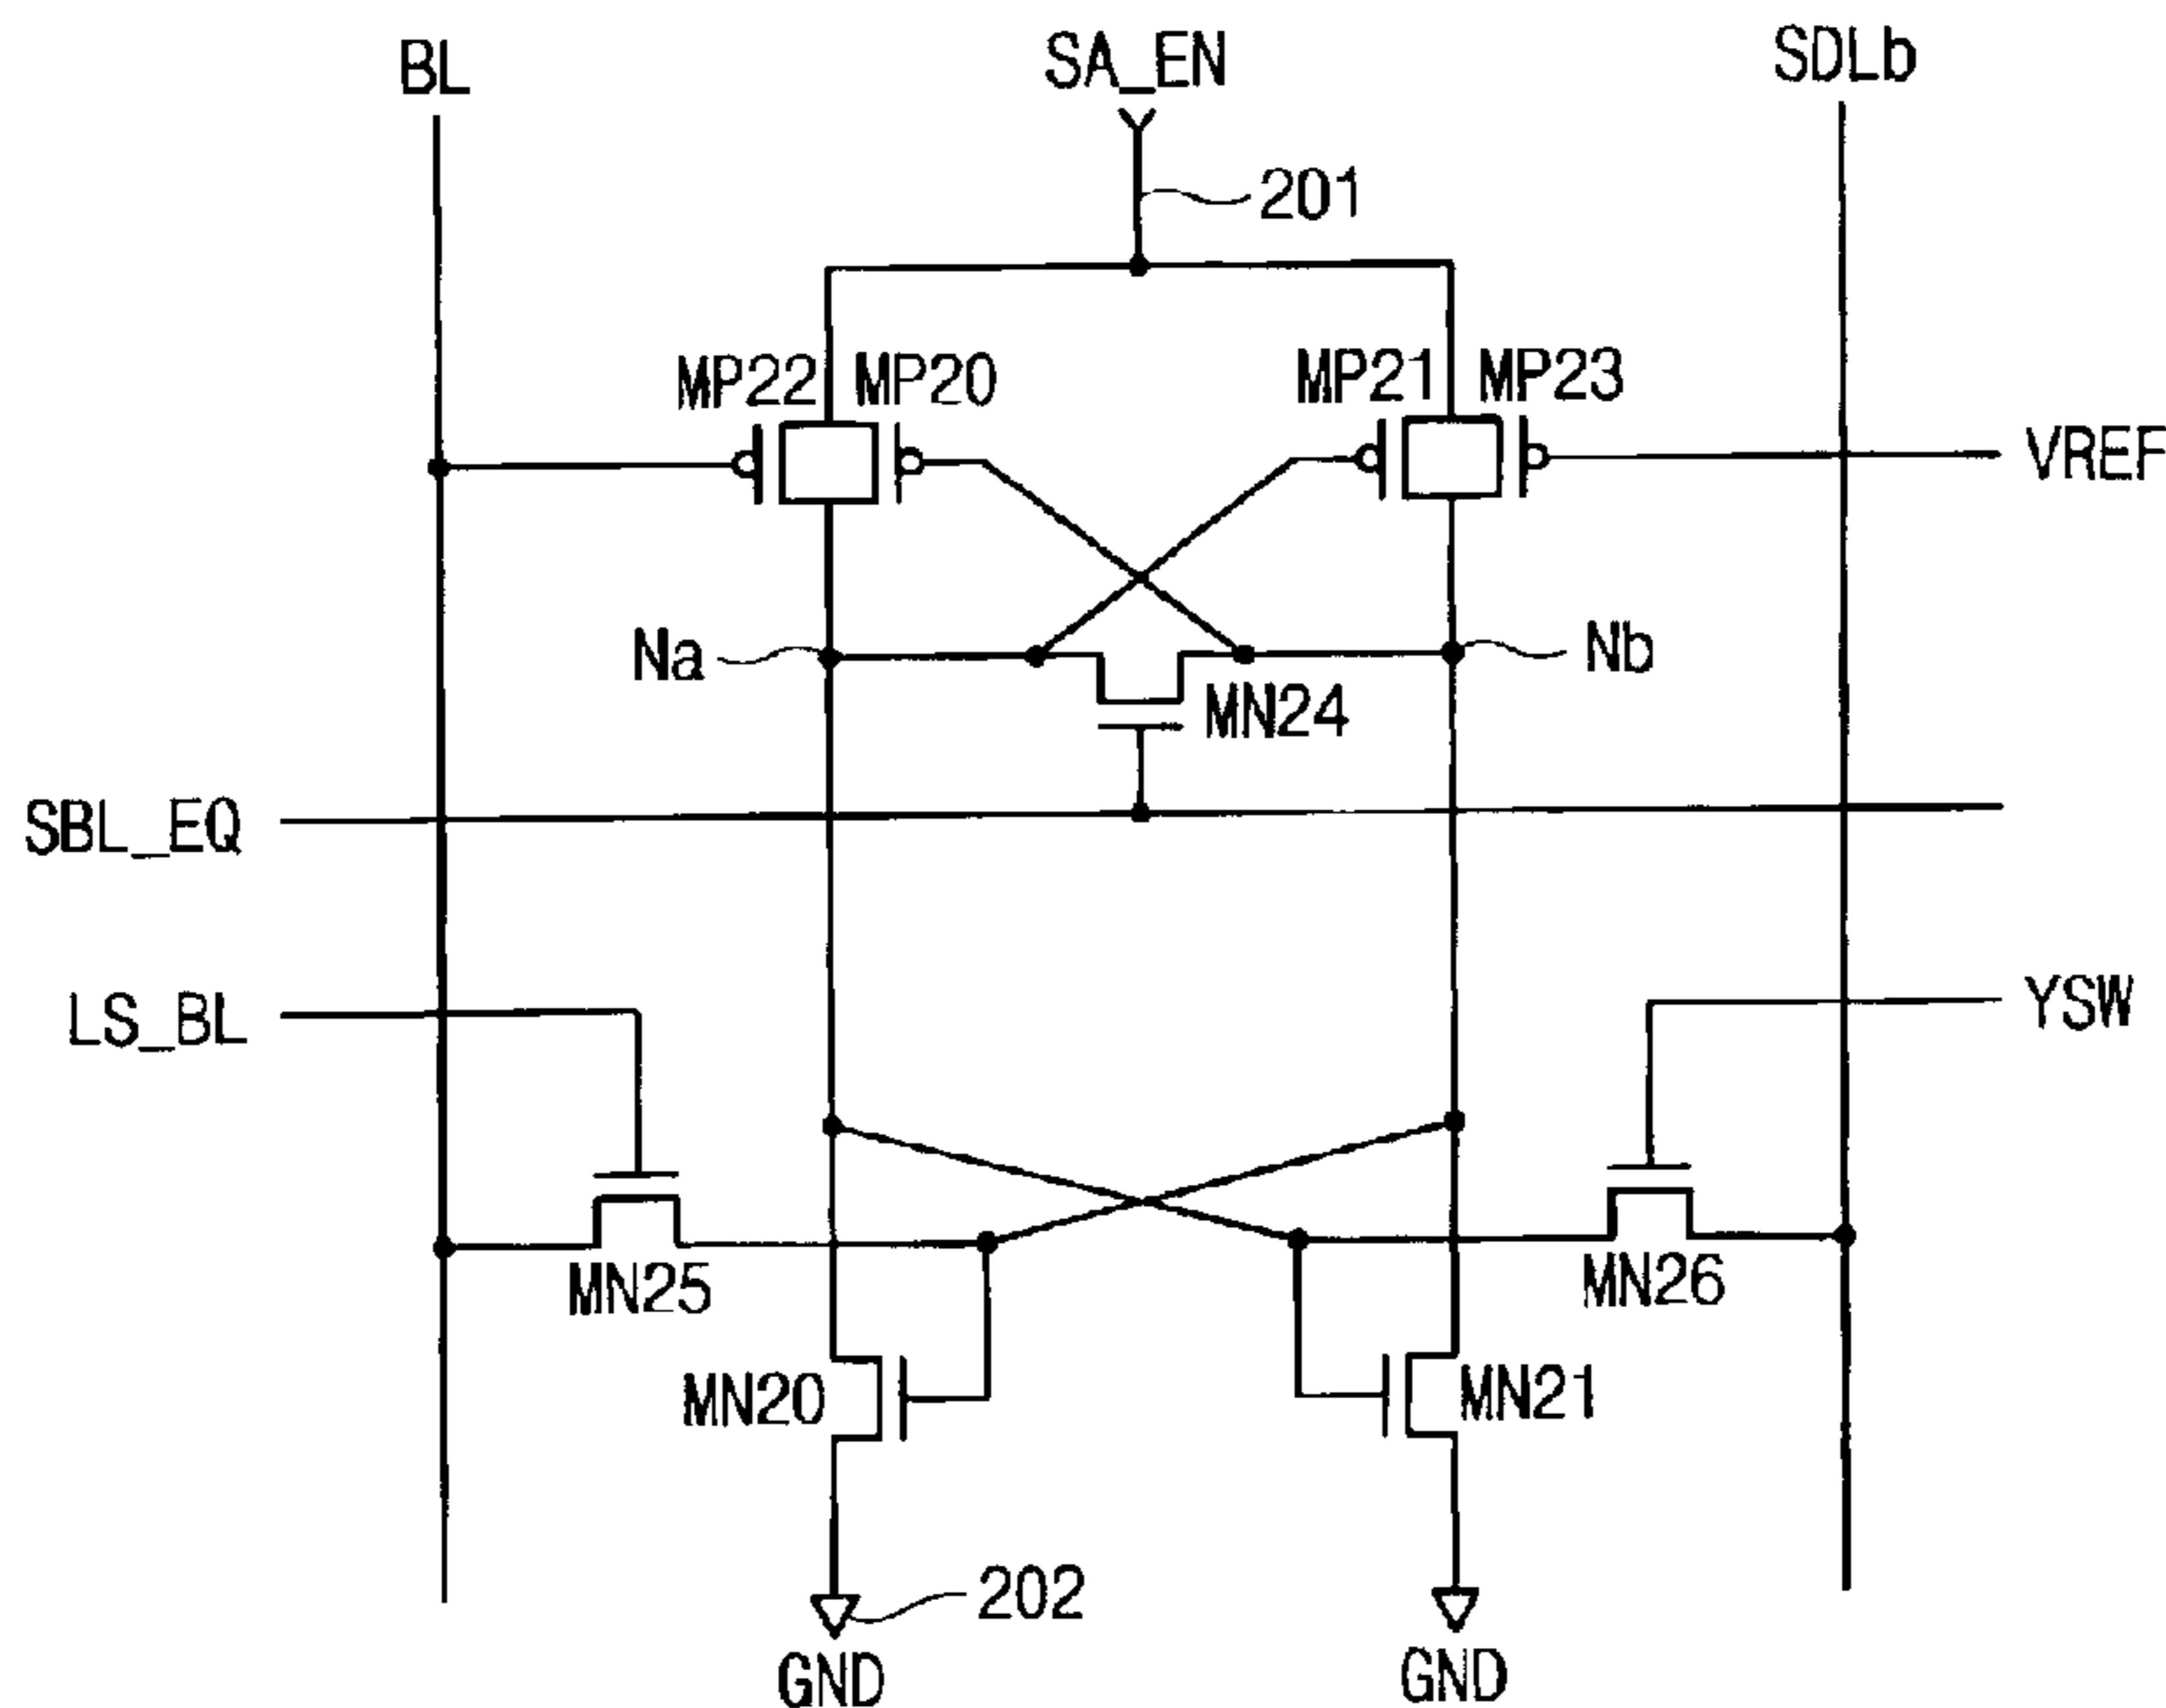 BL
SA_EN
SDLb
201
MP22
MP20
MP21
MP23
VREF
Na
Nb
MN24
SBL_EQ
LS_BL
YSW
MN25
MN26
MN20
MN21
202
GND
GND